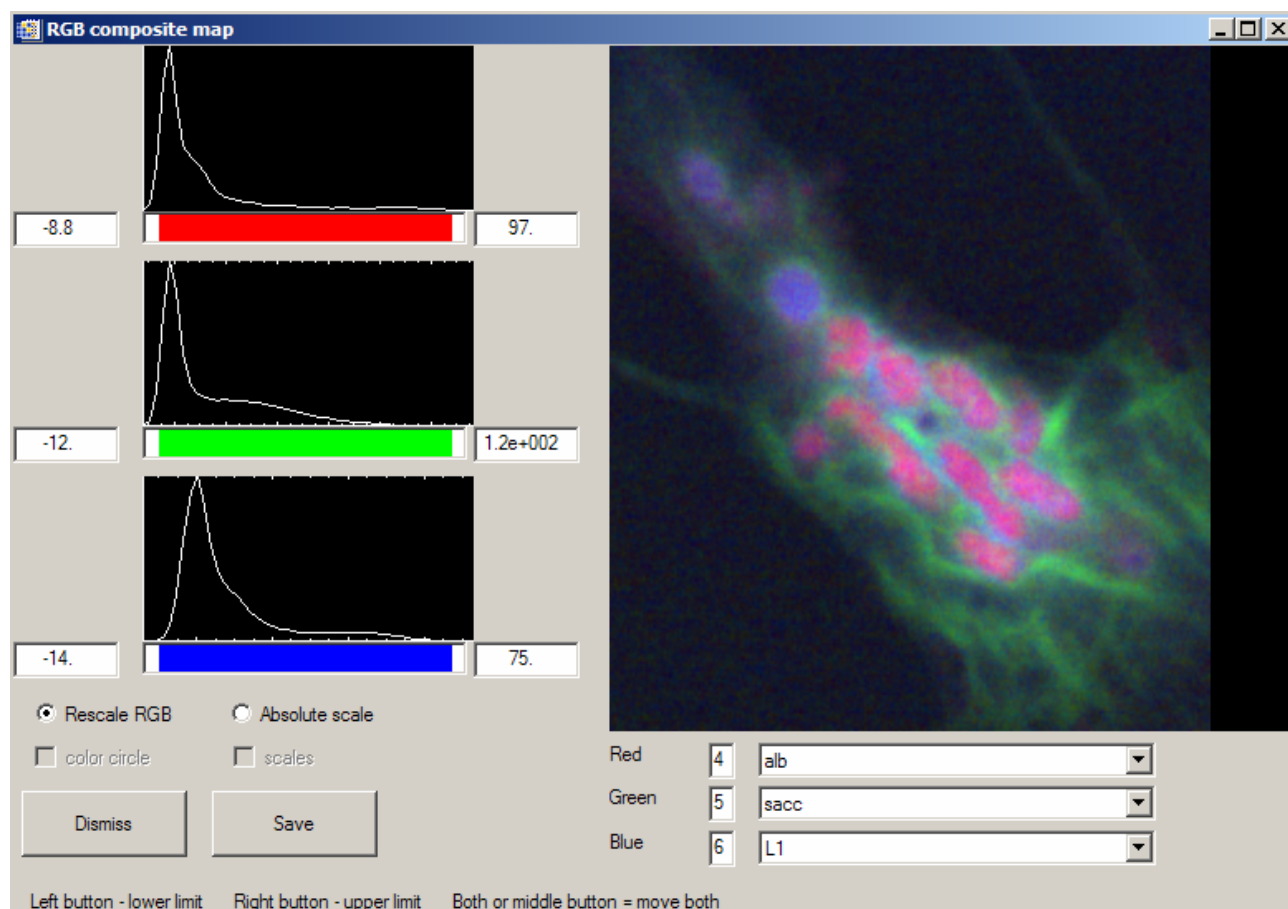 RGB composite map
-8.8 97.
-12. 1.2e+002
-14. 75.
Rescale RGB Absolute scale
color circle scales
Dismiss Save
Red 4 alb
Green 5 sacc
Blue 6 L1
Left button - lower limit Right button - upper limit Both or middle button = move both